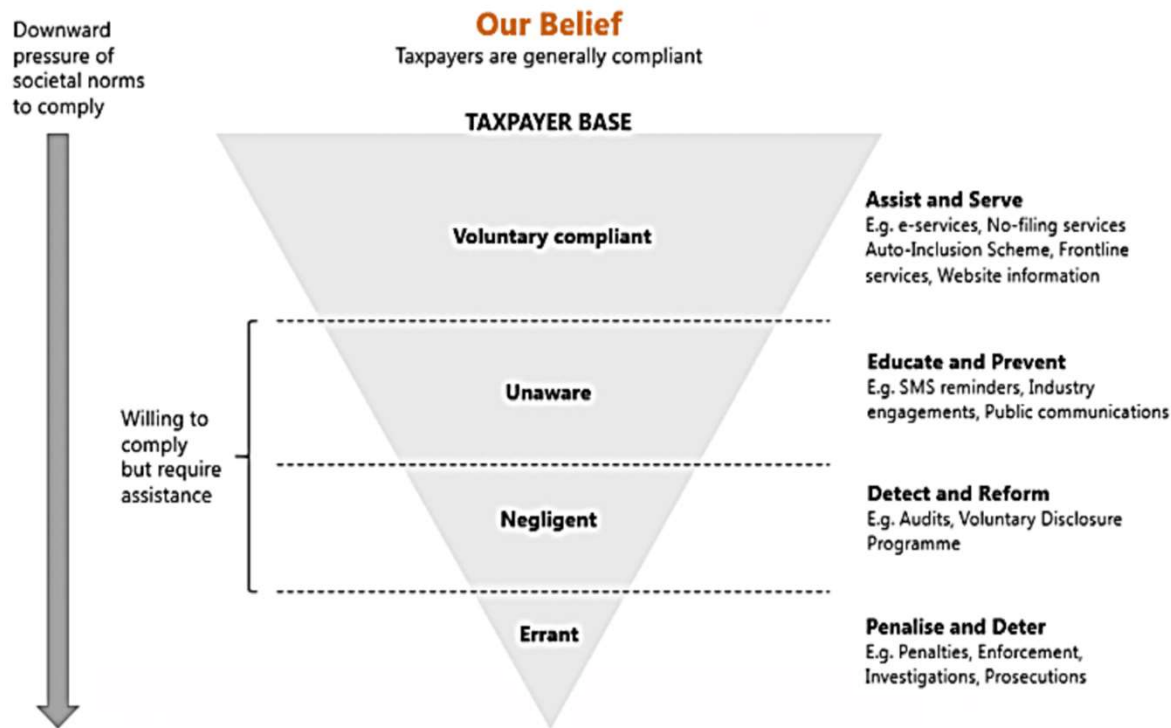 Our Belief
Taxpayers are generally compliant
Downward
pressure of
societal norms
to comply
TAXPAYER BASE
Voluntary compliant
Assist and Serve
E.g. e-services, No-filing services
Auto-Inclusion Scheme, Frontline
services, Website information
Willing to
comply
but require
assistance
Unaware
Educate and Prevent
E.g. SMS reminders, Industry
engagements, Public communications
Negligent
Detect and Reform
E.g. Audits, Voluntary Disclosure
Programme
Errant
Penalise and Deter
E.g. Penalties, Enforcement,
Investigations, Prosecutions